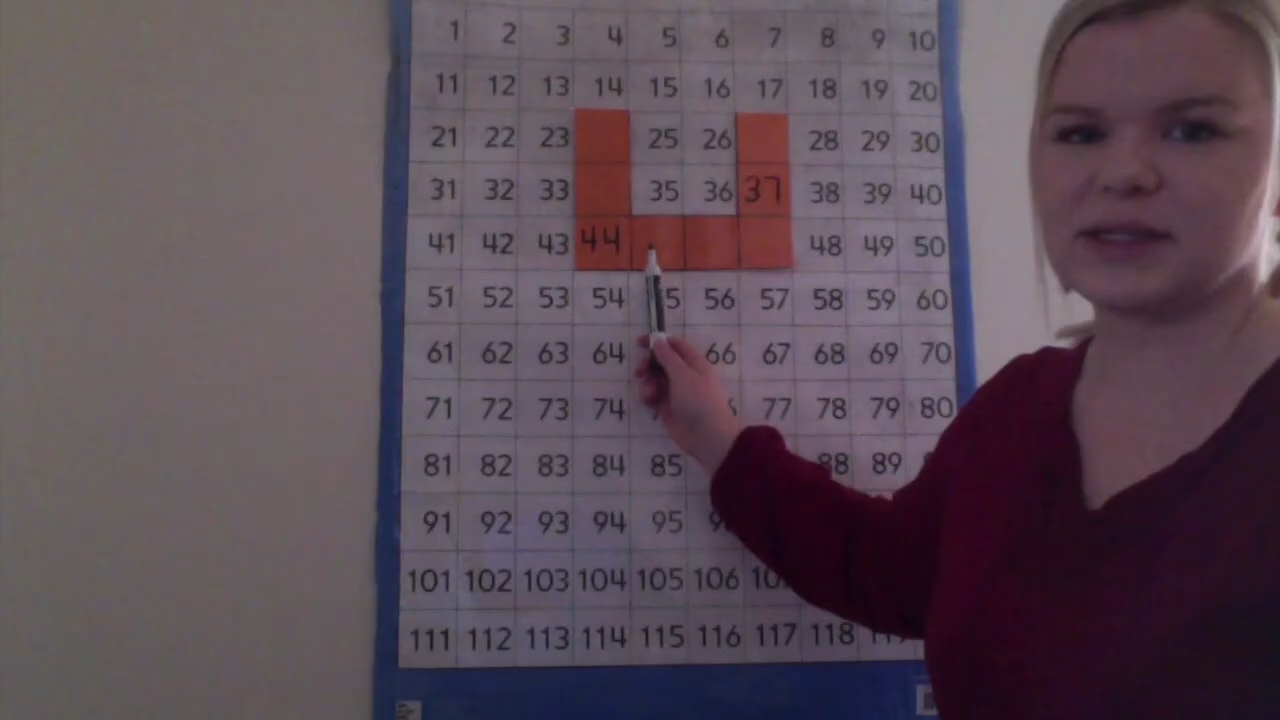 1 2 3 4 5 6 7 8 9 10
11 12 13 14 15 16 17 18 19 20
21 22 23 25 26 28 29 30
31 32 33 35 36 37 38 39 40
41 42 43 44 48 49 50
51 52 53 54 56 57 58 59 60
61 62 63 64 66 67 68 69 70
71 72 73 74 77 78 79 80
81 82 83 84 85 88 89
91 92 93 94 95
101 102 103 104 105 106
111 112 113 114 115 116 117 118